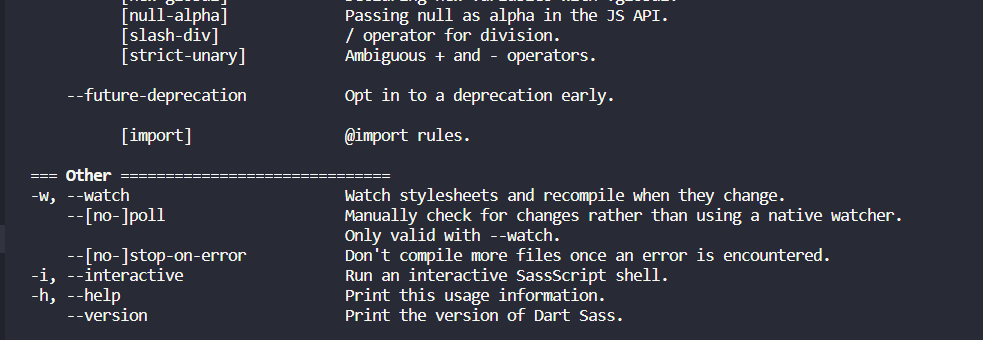 [null-alpha] Passing null as alpha in the JS API.
[slash-div] / operator for division.
[strict-unary] Ambiguous + and - operators.
--future-deprecation Opt in to a deprecation early.
[import] @import rules.
=== Other ==============================
-w, --watch Watch stylesheets and recompile when they change.
--[no-]poll Manually check for changes rather than using a native watcher.
Only valid with --watch.
--[no-]stop-on-error Don't compile more files once an error is encountered.
-i, --interactive Run an interactive SassScript shell.
-h, --help Print this usage information.
--version Print the version of Dart Sass.